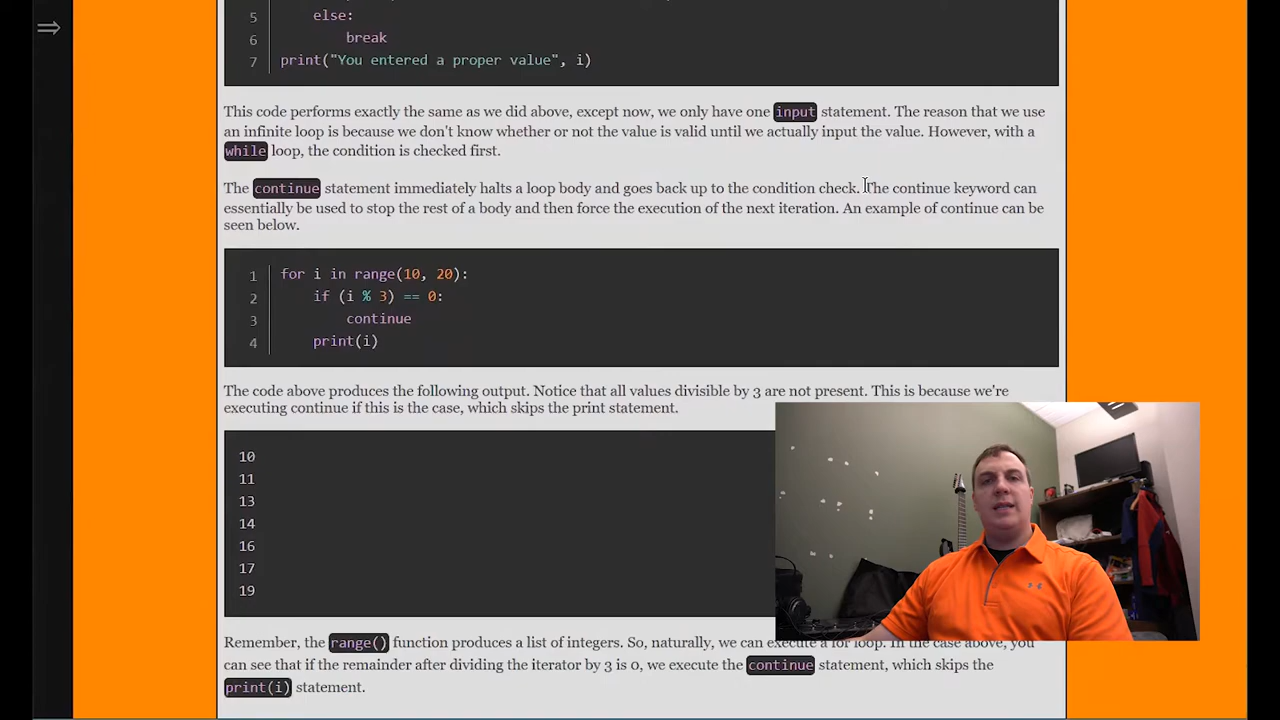 ⇒
5 else:
6 break
7 print("You entered a proper value", i)
This code performs exactly the same as we did above, except now, we only have one input statement. The reason that we use
an infinite loop is because we don't know whether or not the value is valid until we actually input the value. However, with a
while loop, the condition is checked first.
The continue statement immediately halts a loop body and goes back up to the condition check. The continue keyword can
essentially be used to stop the rest of a body and then force the execution of the next iteration. An example of continue can be
seen below.
1 for i in range(10, 20):
2 if (i % 3) == 0:
3 continue
4 print(i)
The code above produces the following output. Notice that all values divisible by 3 are not present. This is because we're
executing continue if this is the case, which skips the print statement.
10
11
13
14
16
17
19
Remember, the range() function produces a list of integers. So, naturally, we can execute a for loop. In the case above, you
can see that if the remainder after dividing the iterator by 3 is 0, we execute the continue statement, which skips the
print(i) statement.